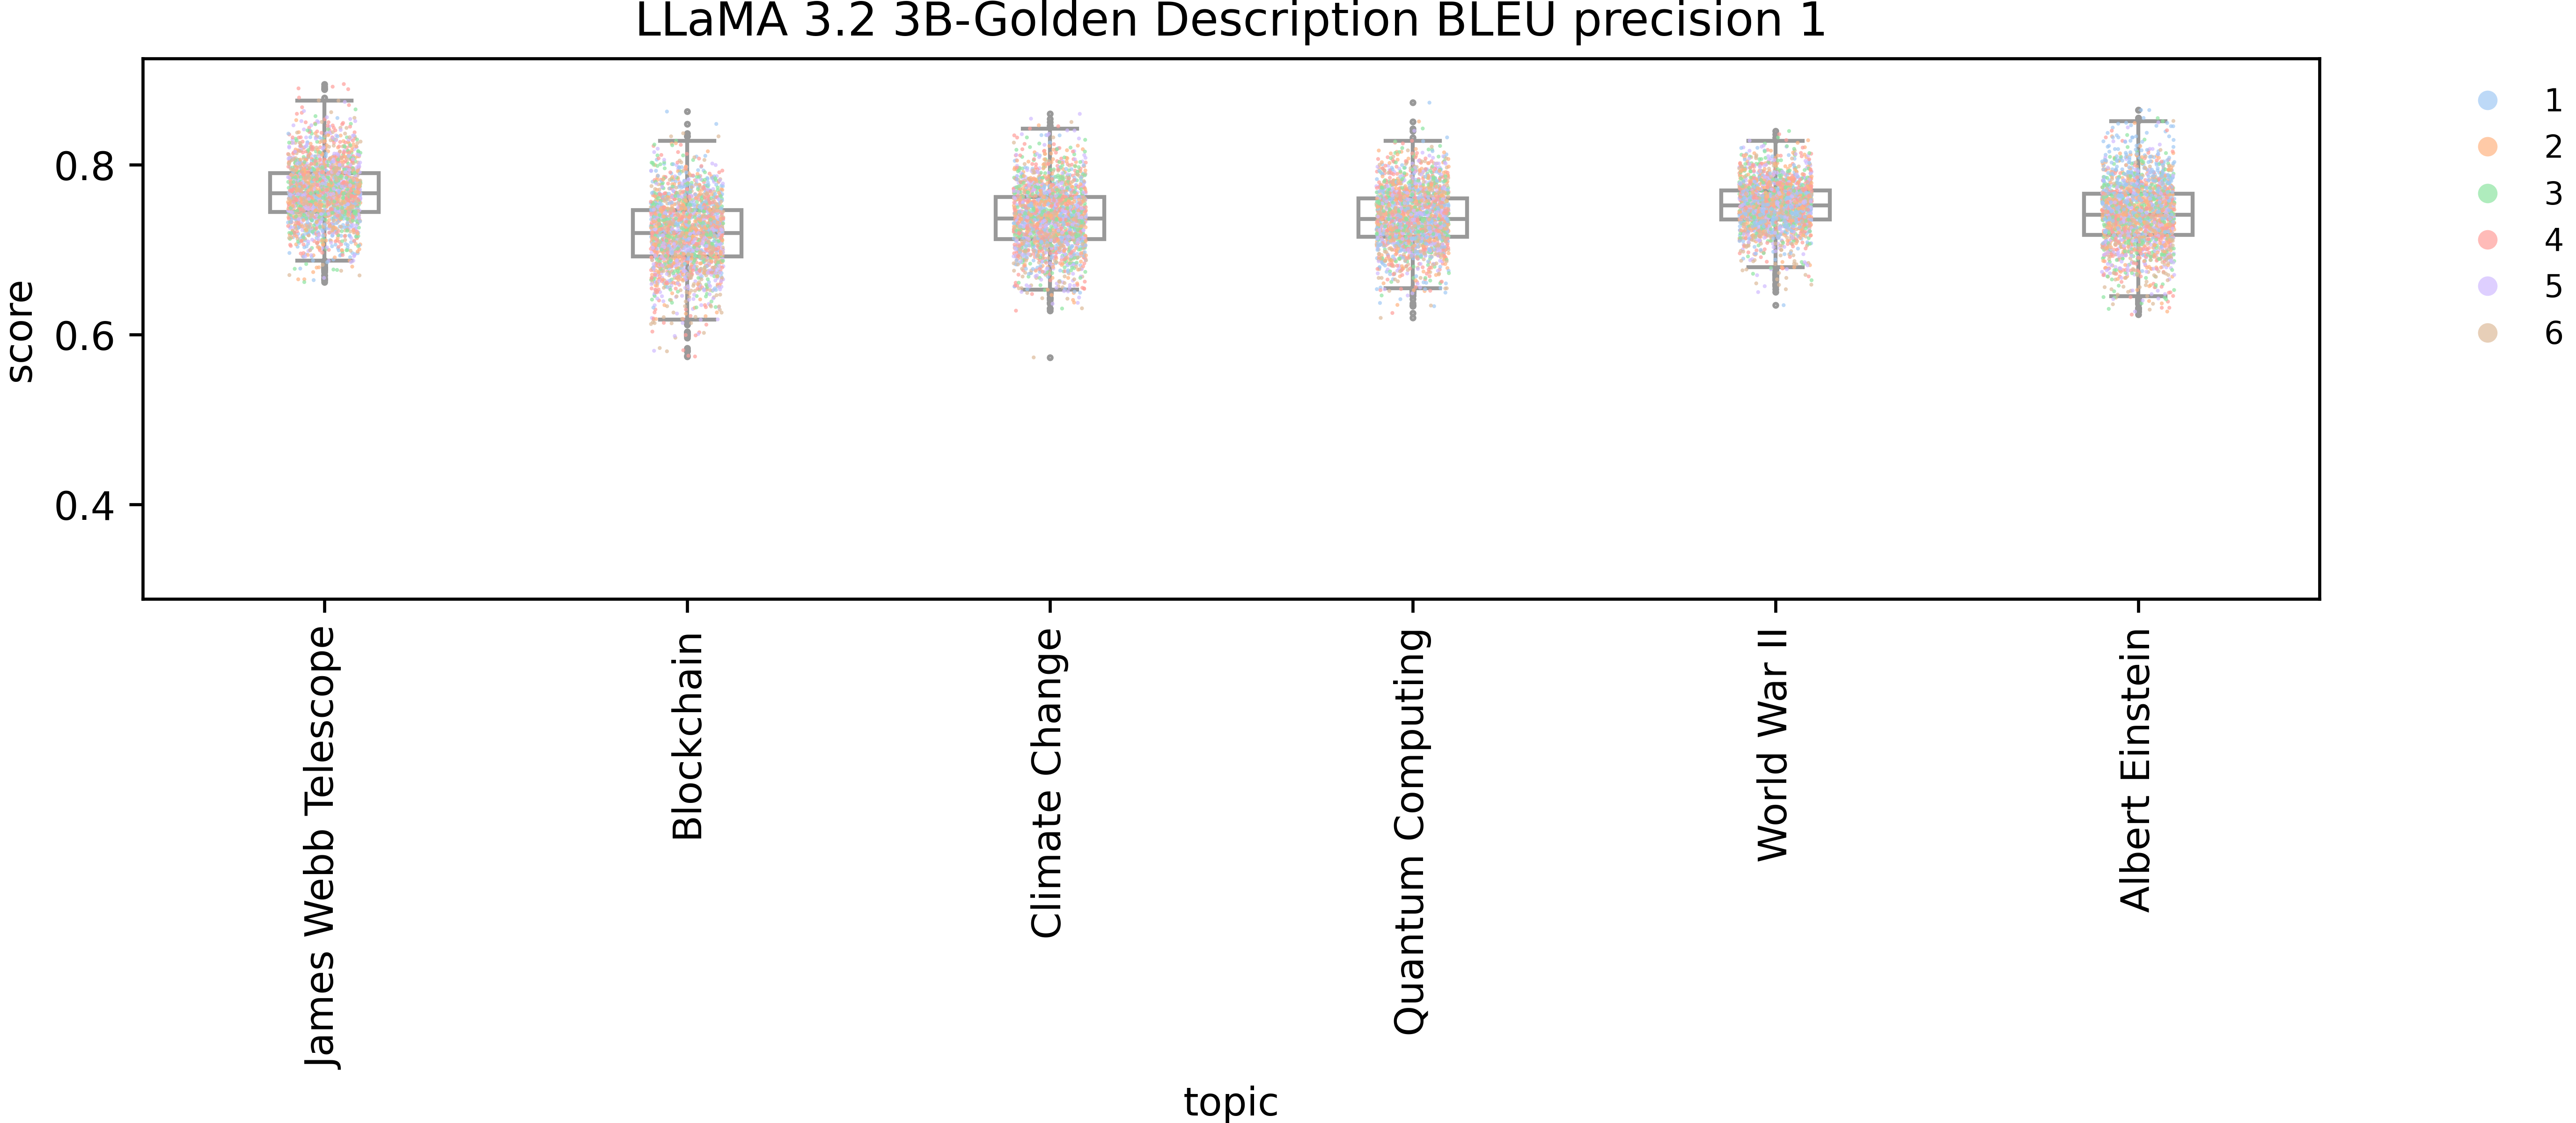 LLaMA 3.2 3B-Golden Description BLEU precision 1
score
0.8
0.6
0.4
1
2
3
4
5
6
James Webb Telescope
Blockchain
Climate Change
Quantum Computing
World War II
Albert Einstein
topic